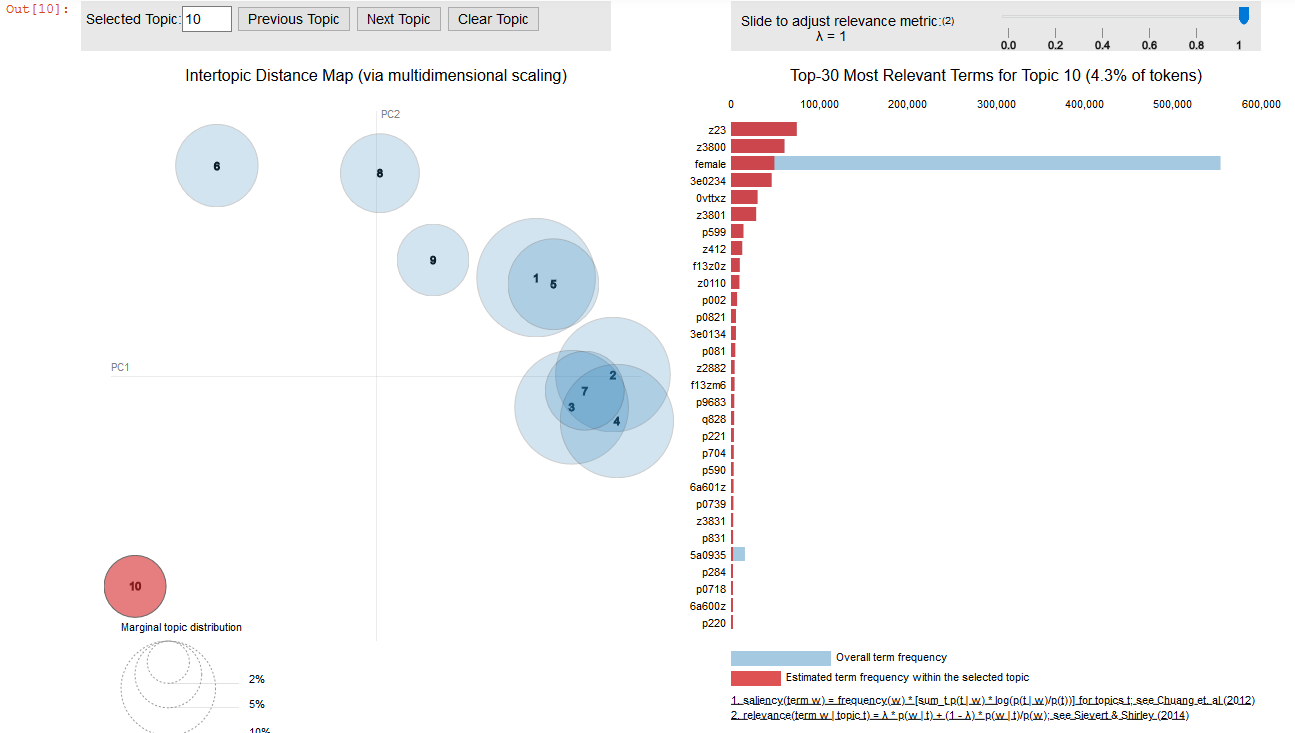 Out[10]:
Selected Topic: 10 Previous Topic Next Topic Clear Topic
Slide to adjust relevance metric:(2)
λ = 1
0.0 0.2 0.4 0.6 0.8 1
Intertopic Distance Map (via multidimensional scaling)
PC2
PC1
6
8
9
1
5
2
7
3
4
10
Marginal topic distribution
2%
5%
10%
Top-30 Most Relevant Terms for Topic 10 (4.3% of tokens)
0 100,000 200,000 300,000 400,000 500,000 600,000
z23
z3800
female
3e0234
0vttxz
z3801
p599
z412
f13z0z
z0110
p002
p0821
3e0134
p081
z2882
f13zm6
p9683
q828
p221
p704
p590
6a601z
p0739
z3831
p831
5a0935
p284
p0718
6a600z
p220
Overall term frequency
Estimated term frequency within the selected topic
1. saliency(term w) = frequency(w) * [sum_t p(t | w) * log(p(t | w)/p(t))] for topics t; see Chuang et. al (2012)
2. relevance(term w | topic t) = λ * p(w | t) + (1 - λ) * p(w | t)/p(w); see Sievert & Shirley (2014)